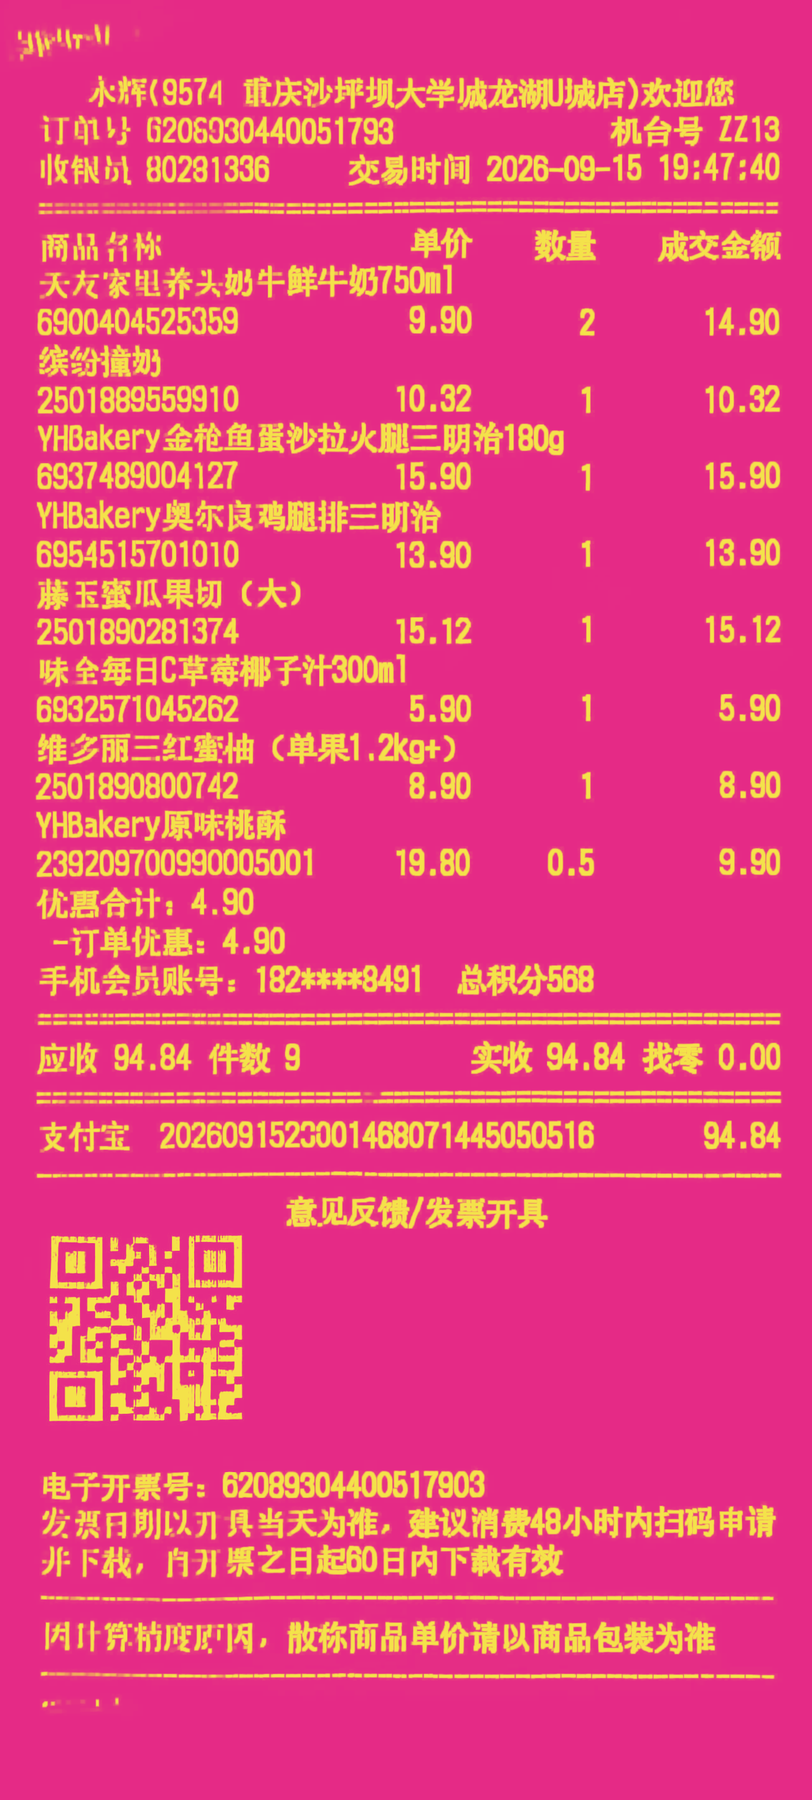 永辉(9574 重庆沙坪坝大学城龙湖U城店)欢迎您
订单号 6208930440051793 机台号 ZZ13
收银员 80281336 交易时间 2026-09-15 19:47:40
商品名称 单价 数量 成交金额
天友家里养头奶牛鲜牛奶750ml
6900404525359 9.90 2 14.90
缤纷撞奶
2501889559910 10.32 1 10.32
YHBakery金枪鱼蛋沙拉火腿三明治180g
6937489004127 15.90 1 15.90
YHBakery奥尔良鸡腿排三明治
6954515701010 13.90 1 13.90
藤玉蜜瓜果切（大）
2501890281374 15.12 1 15.12
味全每日C草莓椰子汁300ml
6932571045262 5.90 1 5.90
维多丽三红蜜柚（单果1.2kg+）
2501890800742 8.90 1 8.90
YHBakery原味桃酥
239209700990005001 19.80 0.5 9.90
优惠合计：4.90
-订单优惠：4.90
手机会员账号：182****8491 总积分568
应收 94.84 件数 9 实收 94.84 找零 0.00
支付宝 2026091523001468071445050516 94.84
意见反馈/发票开具
电子开票号：62089304400517903
发票日期以开具当天为准，建议消费48小时内扫码申请
并下载，自开票之日起60日内下载有效
因计算精度原因，散称商品单价请以商品包装为准